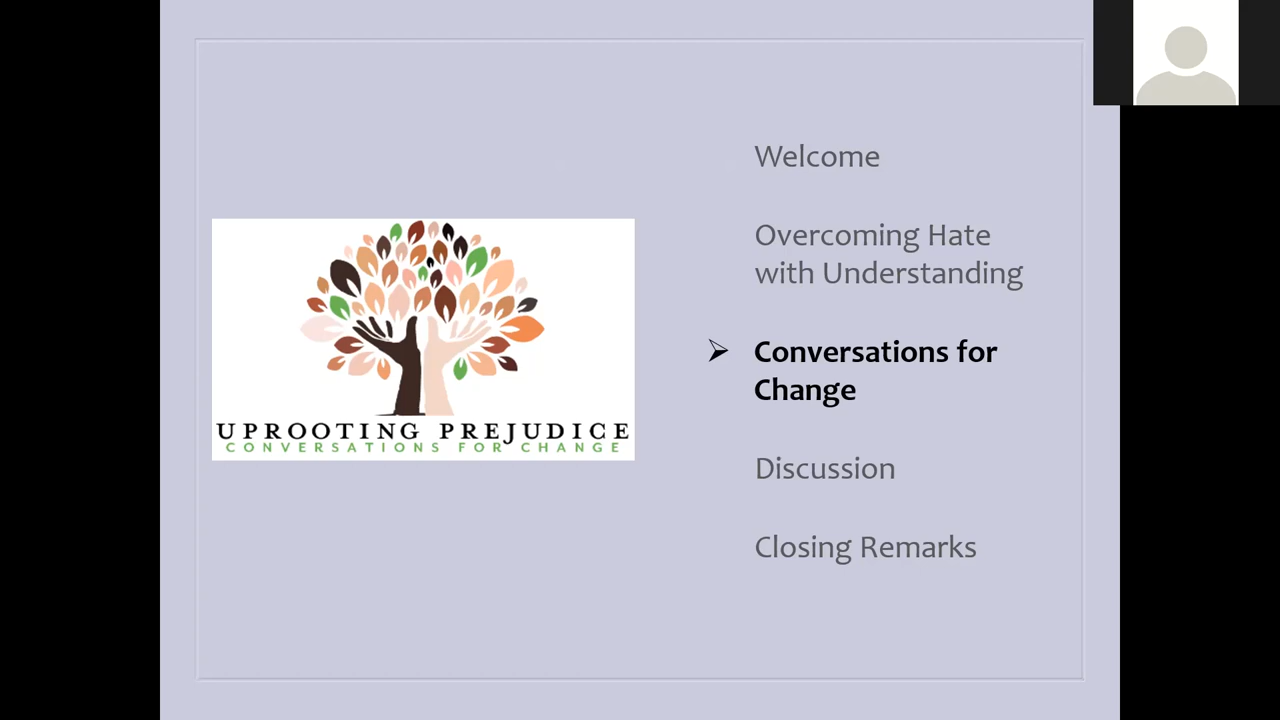 Welcome
Overcoming Hate
with Understanding
Conversations for
Change
Discussion
Closing Remarks
UPROOTING PREJUDICE
CONVERSATIONS FOR CHANGE